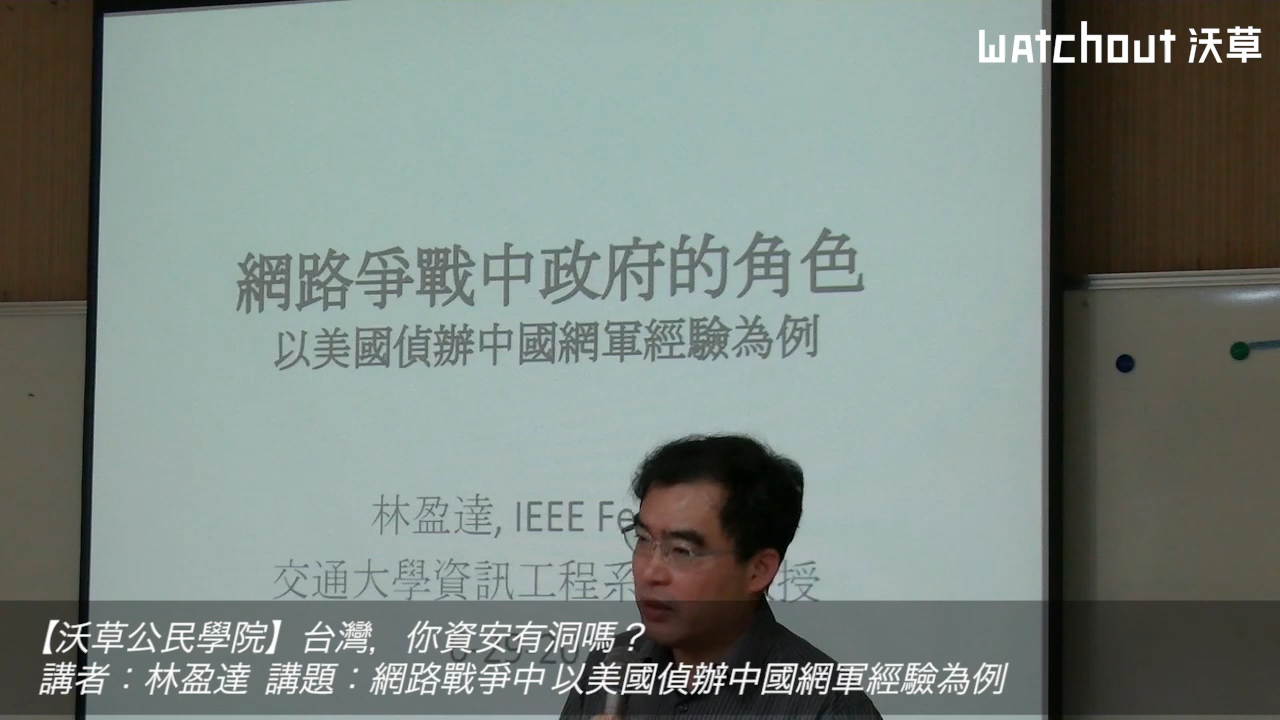 WATCHOUT 沃草
網路爭戰中政府的角色
以美國偵辦中國網軍經驗為例
林盈達, IEEE Fe
交通大學資訊工程系 授
【沃草公民學院】台灣，你資安有洞嗎？
講者：林盈達 講題：網路戰爭中 以美國偵辦中國網軍經驗為例